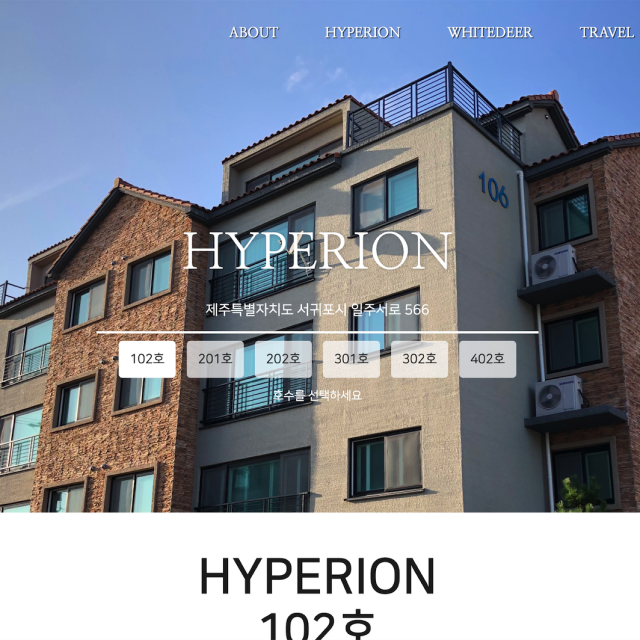 ABOUT HYPERION WHITEDEER TRAVEL
106
HYPERION
제주특별자치도 서귀포시 일주서로 566
102호 201호 202호 301호 302호 402호
호수를 선택하세요
HYPERION
102호